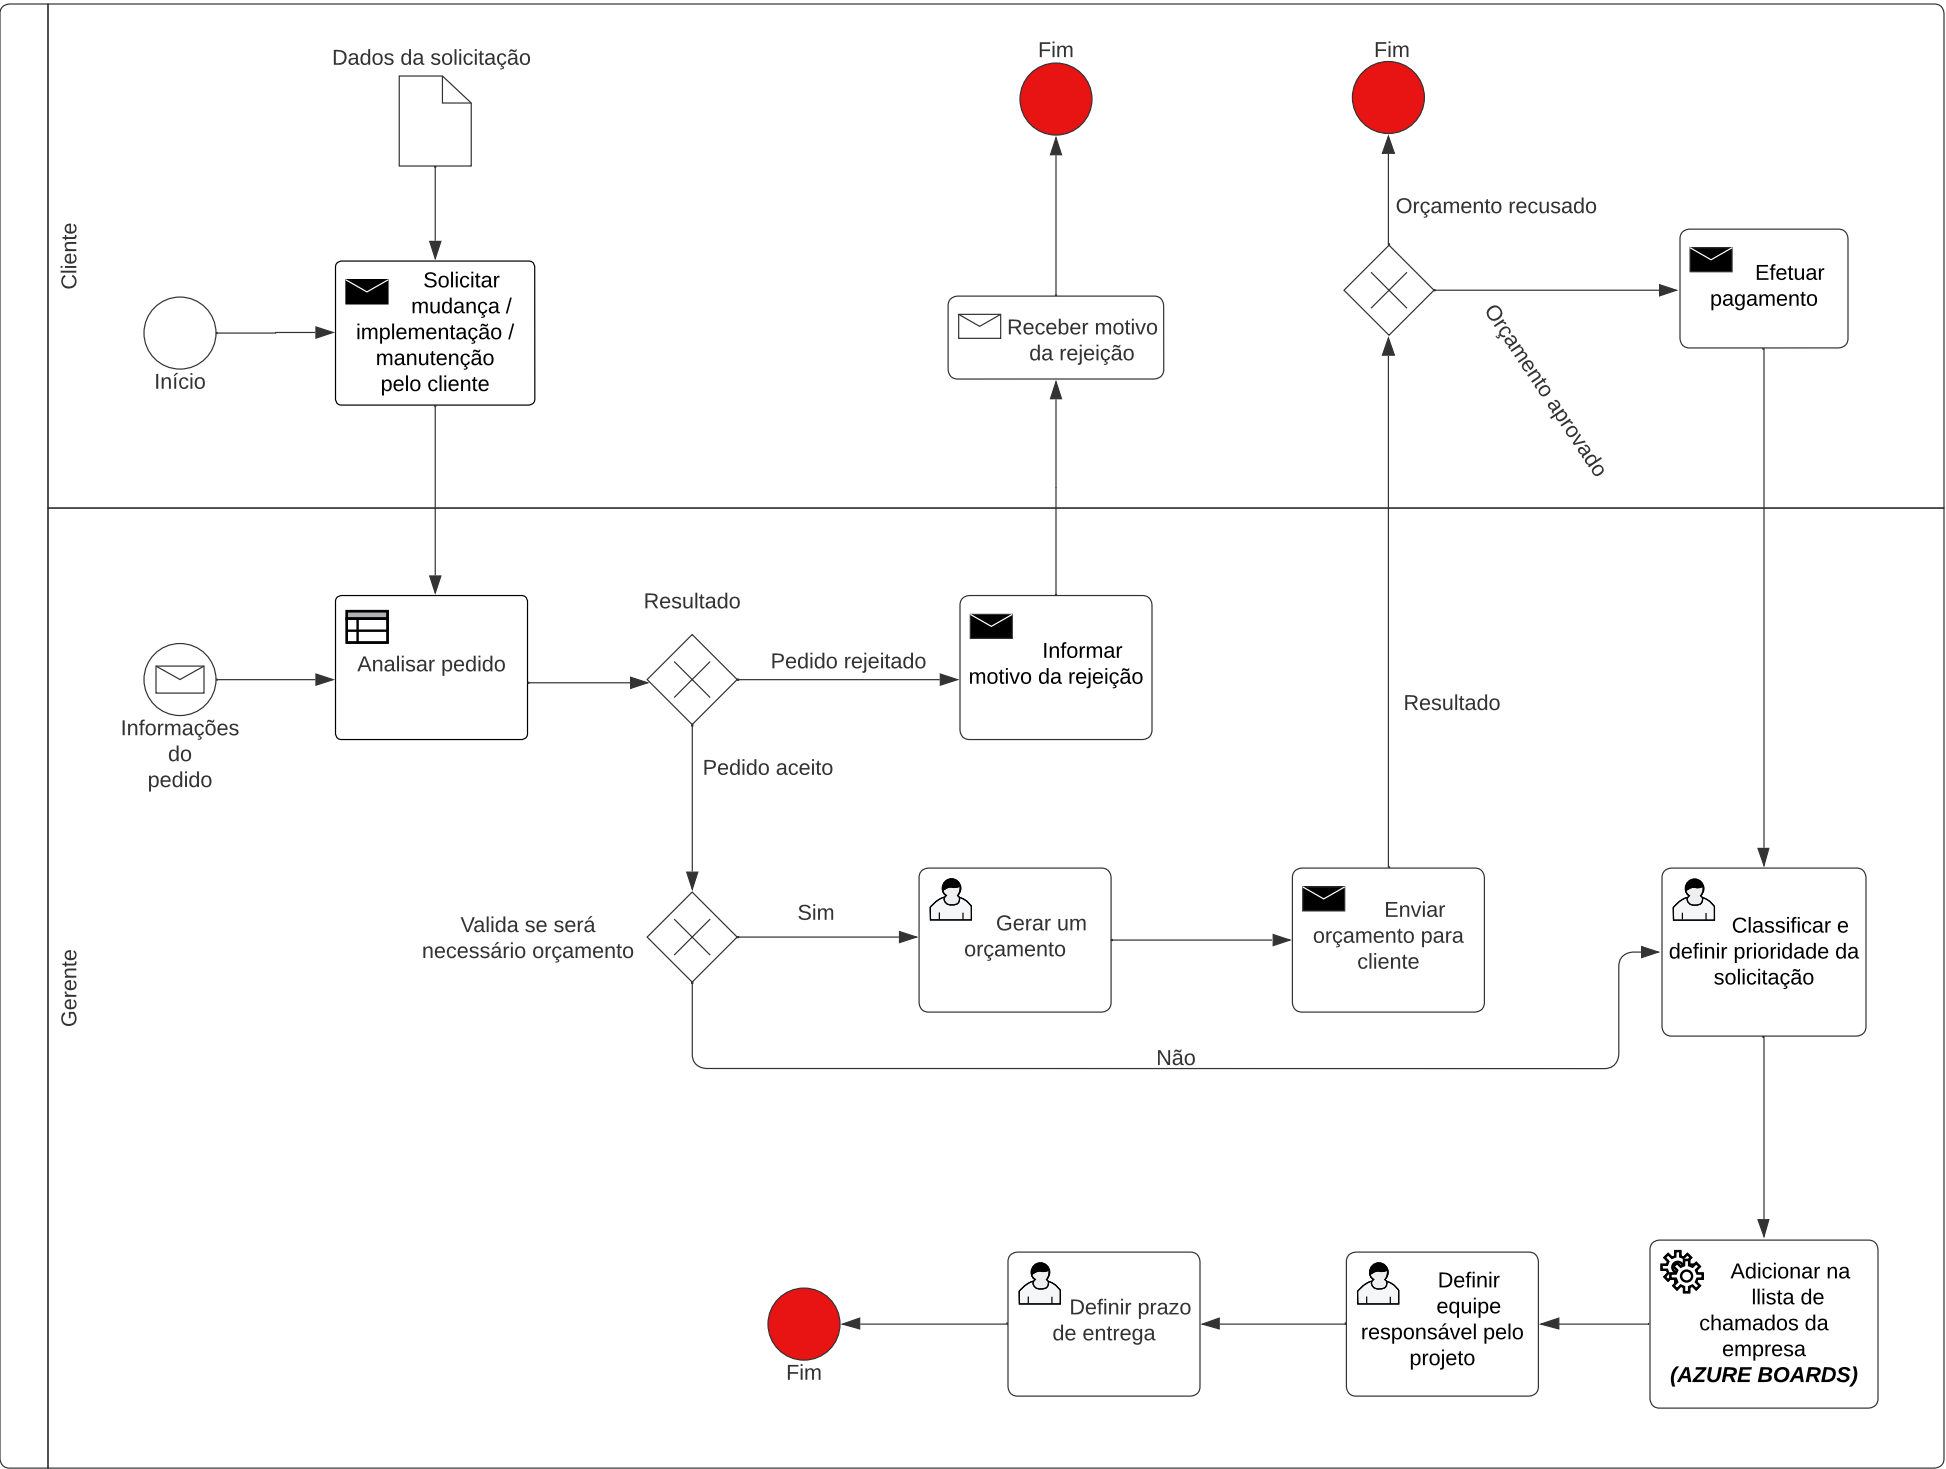 Dados da solicitação
Fim
Fim
Cliente
Orçamento recusado
Solicitar
mudança /
implementação /
manutenção
pelo cliente
Início
Receber motivo
da rejeição
Efetuar
pagamento
Orçamento aprovado
Gerente
Informações
do
pedido
Analisar pedido
Resultado
Pedido rejeitado
Informar
motivo da rejeição
Resultado
Pedido aceito
Valida se será
necessário orçamento
Sim
Gerar um
orçamento
Enviar
orçamento para
cliente
Classificar e
definir prioridade da
solicitação
Não
Adicionar na
llista de
chamados da
empresa
(AZURE BOARDS)
Definir
equipe
responsável pelo
projeto
Definir prazo
de entrega
Fim